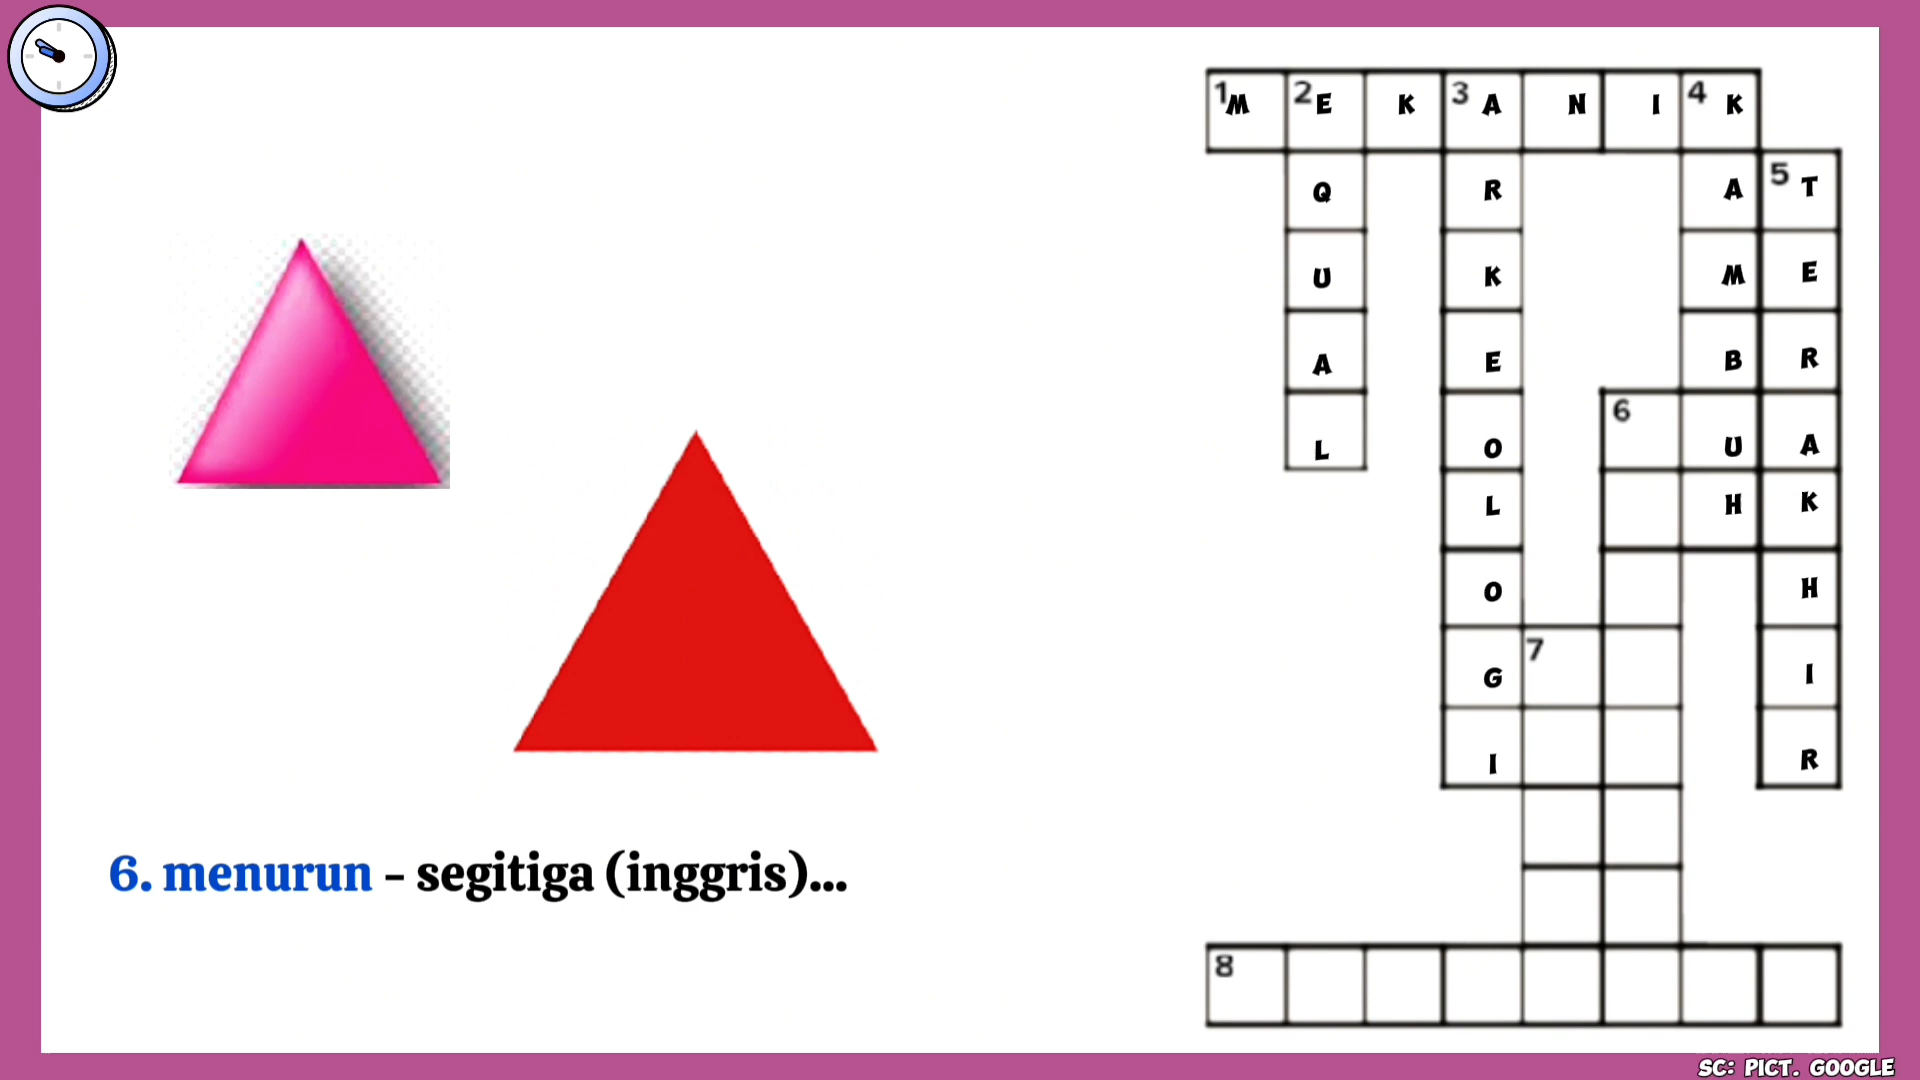 1 M 2 E K 3 A N I 4 K
Q R A 5 T
U K M E
A E B R
L O 6 U A
L H K
O H
G 7 I
I R
6. menurun - segitiga (inggris)...
8
SC: PICT. GOOGLE